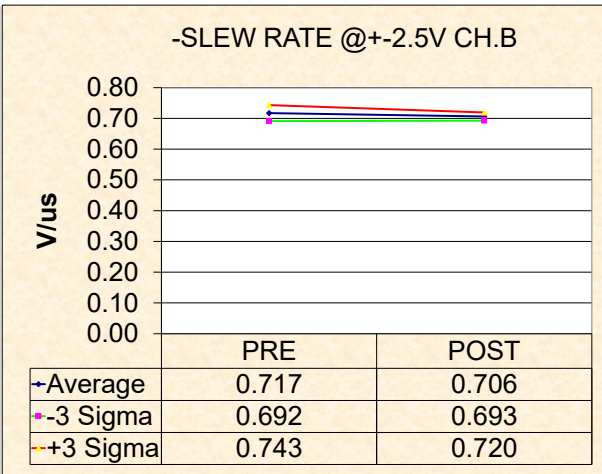 -SLEW RATE @+-2.5V CH.B
V/us
0.80
0.70
0.60
0.50
0.40
0.30
0.20
0.10
0.00
PRE POST
Average 0.717 0.706
-3 Sigma 0.692 0.693
+3 Sigma 0.743 0.720